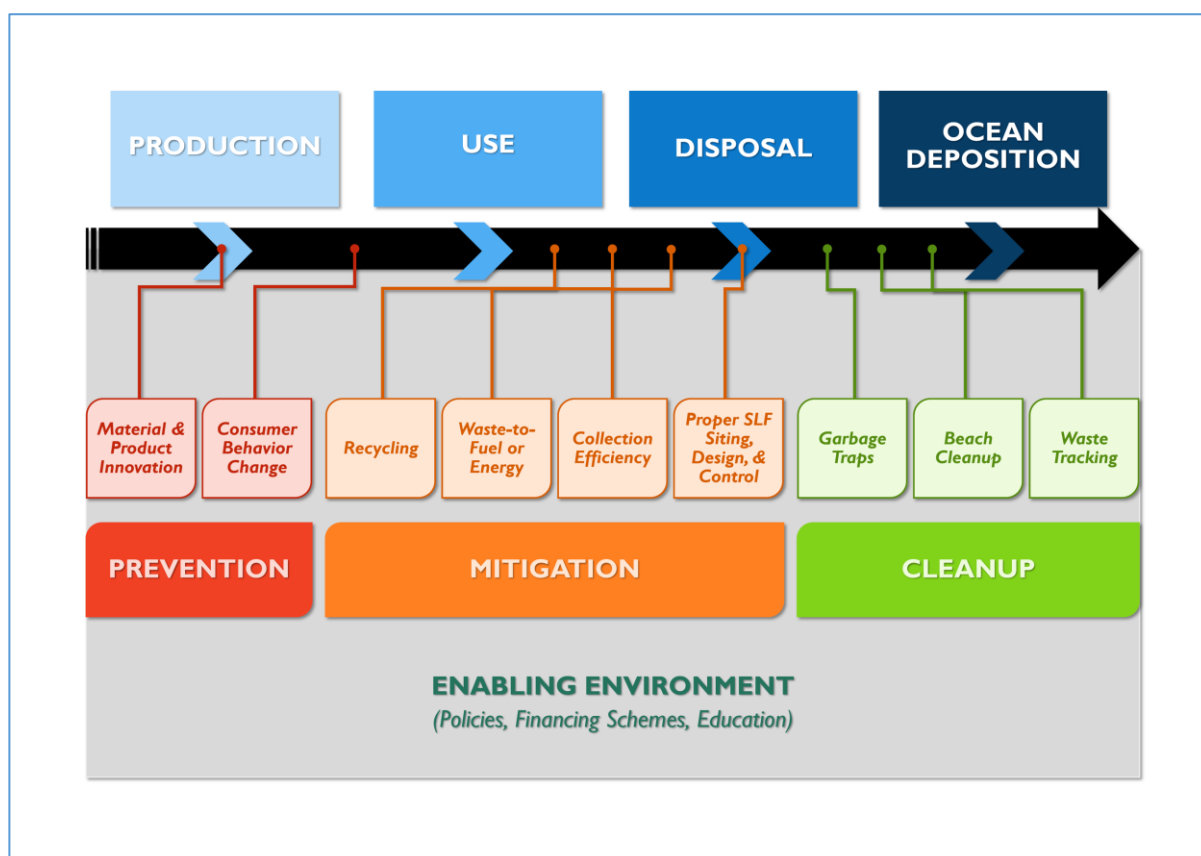 PRODUCTION
USE
DISPOSAL
OCEAN
DEPOSITION
Material &
Product
Innovation
Consumer
Behavior
Change
Recycling
Waste-to-
Fuel or
Energy
Collection
Efficiency
Proper SLF
Siting,
Design, &
Control
Garbage
Traps
Beach
Cleanup
Waste
Tracking
PREVENTION
MITIGATION
CLEANUP
ENABLING ENVIRONMENT
(Policies, Financing Schemes, Education)